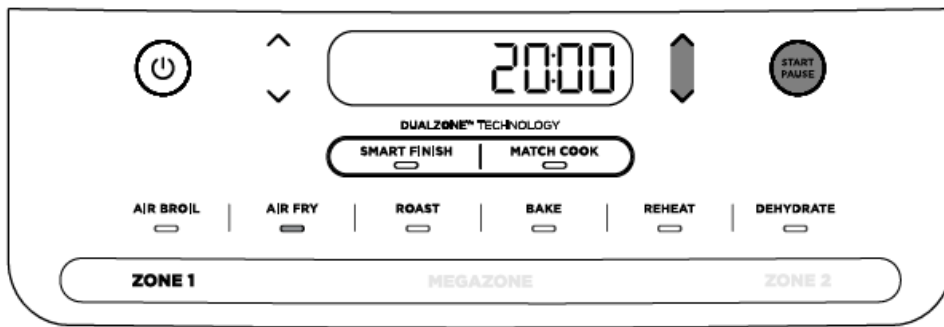 20:00
START
PAUSE
DUALZONE™ TECHNOLOGY
SMART FINISH MATCH COOK
AIR BROIL AIR FRY ROAST BAKE REHEAT DEHYDRATE
ZONE 1 MEGAZONE ZONE 2